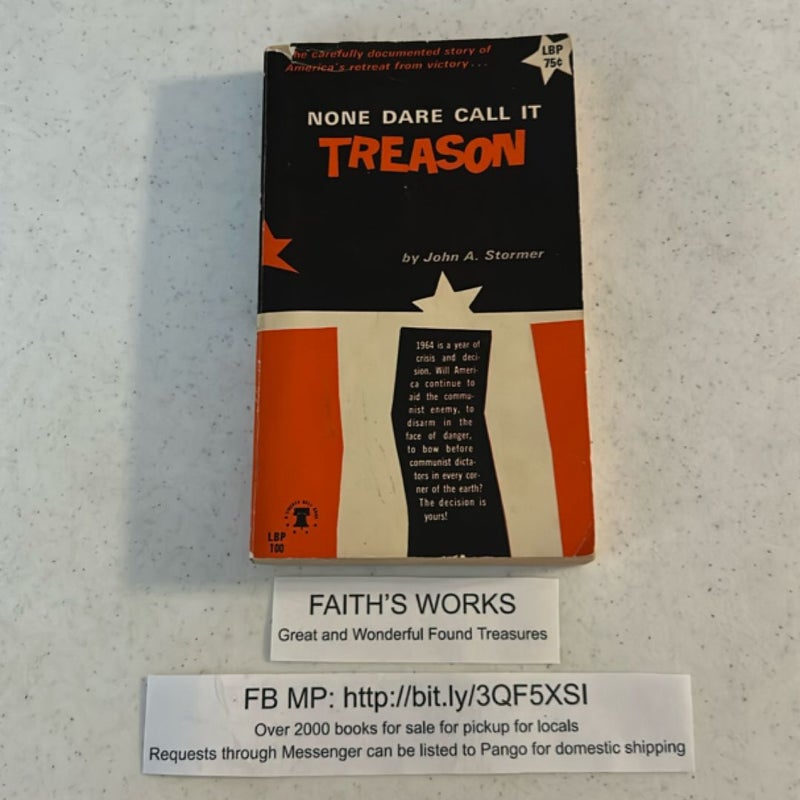 The carefully documented story of
America's retreat from victory...
LBP
75¢
NONE DARE CALL IT
TREASON
by John A. Stormer
1964 is a year of
crisis and deci-
sion. Will Ameri-
ca continue to
aid the commu-
nist enemy, to
disarm in the
face of danger,
to bow before
communist dicta-
tors in every cor-
ner of the earth?
The decision is
yours!
A LIBERTY BELL BOOK
LBP
100
FAITH'S WORKS
Great and Wonderful Found Treasures
FB MP: http://bit.ly/3QF5XSI
Over 2000 books for sale for pickup for locals
Requests through Messenger can be listed to Pango for domestic shipping